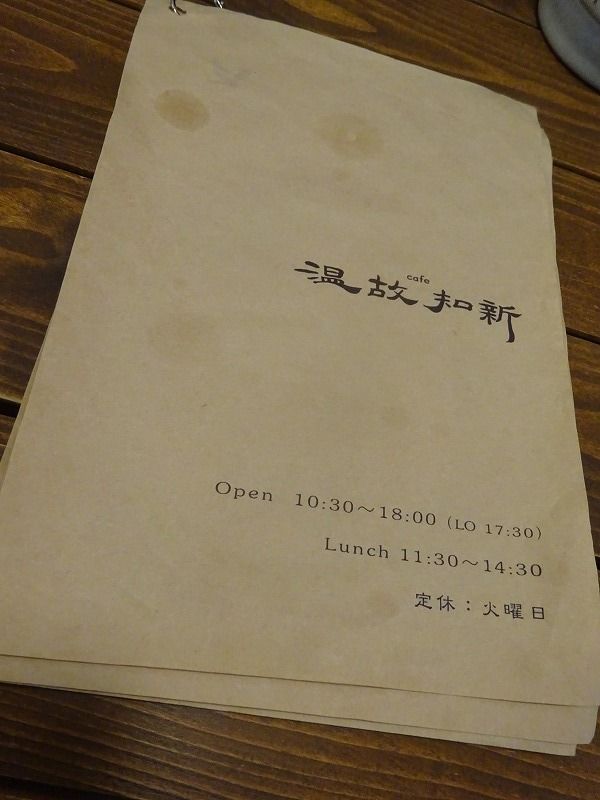 cafe
温故知新
Open 10:30〜18:00 (LO 17:30)
Lunch 11:30〜14:30
定休：火曜日